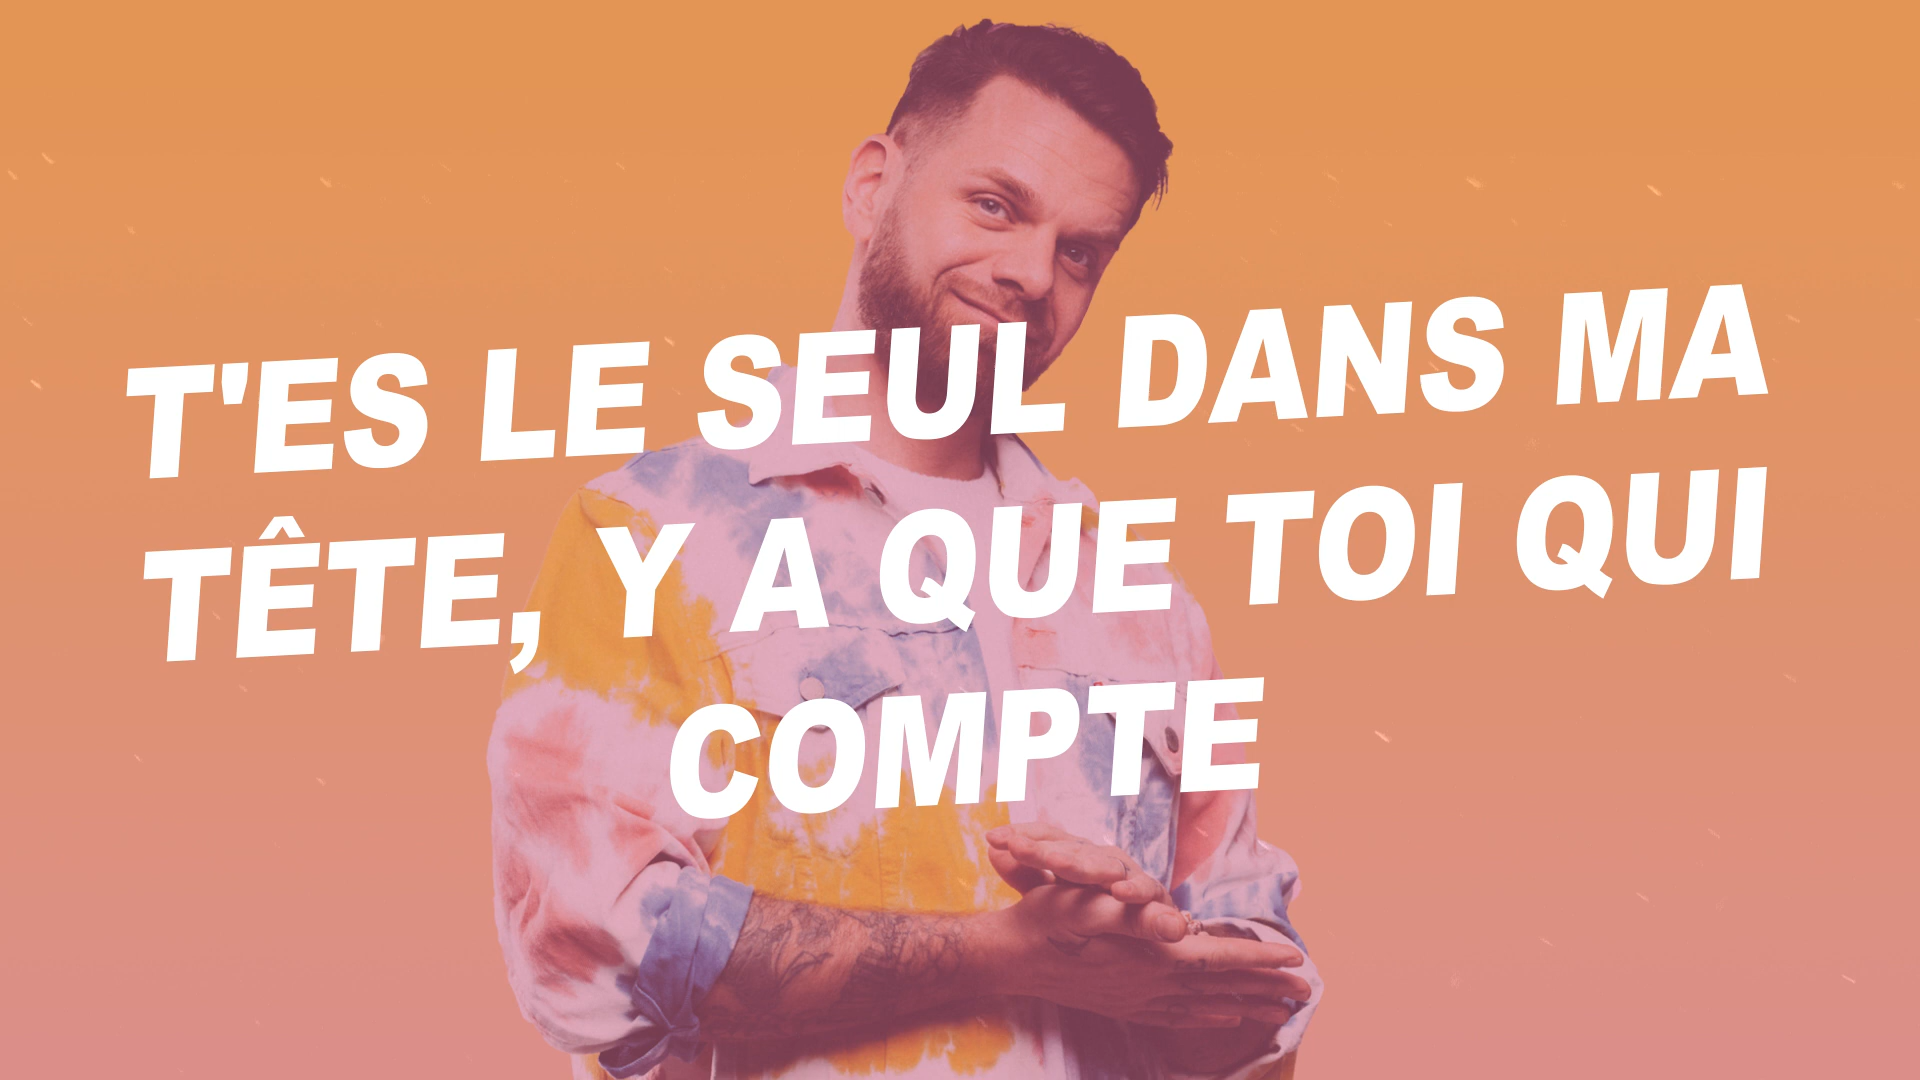 T'ES LE SEUL DANS MA
TÊTE, Y A QUE TOI QUI
COMPTE